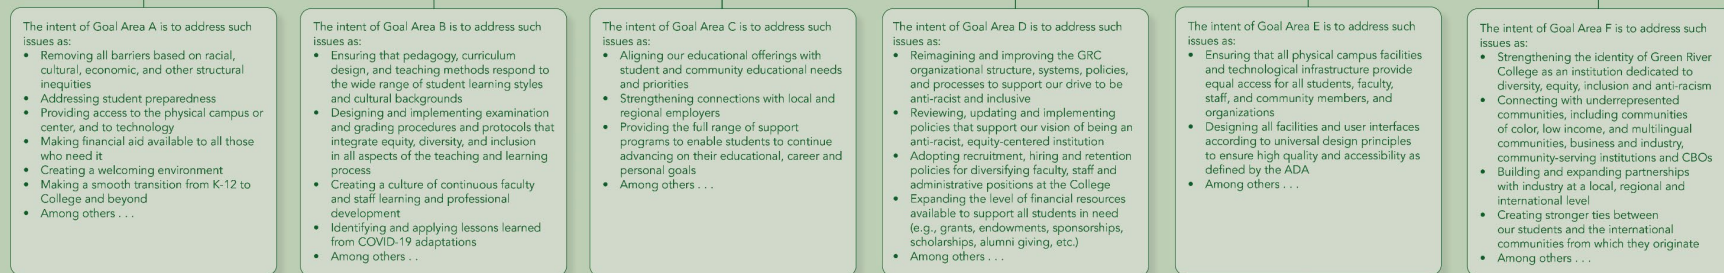 The intent of Goal Area A is to address such
issues as:
• Removing all barriers based on racial,
cultural, economic, and other structural
inequities
• Addressing student preparedness
• Providing access to the physical campus or
center, and to technology
• Making financial aid available to all those
who need it
• Creating a welcoming environment
• Making a smooth transition from K-12 to
College and beyond
• Among others . . .
The intent of Goal Area B is to address such
issues as:
• Ensuring that pedagogy, curriculum
design, and teaching methods respond to
the wide range of student learning styles
and cultural backgrounds
• Designing and implementing examination
and grading procedures and protocols that
integrate equity, diversity, and inclusion
in all aspects of the teaching and learning
process
• Creating a culture of continuous faculty
and staff learning and professional
development
• Identifying and applying lessons learned
from COVID-19 adaptations
• Among others . .
The intent of Goal Area C is to address such
issues as:
• Aligning our educational offerings with
student and community educational needs
and priorities
• Strengthening connections with local and
regional employers
• Providing the full range of support
programs to enable students to continue
advancing on their educational, career and
personal goals
• Among others . . .
The intent of Goal Area D is to address such
issues as:
• Reimagining and improving the GRC
organizational structure, systems, policies,
and processes to support our drive to be
anti-racist and inclusive
• Reviewing, updating and implementing
policies that support our vision of being an
anti-racist, equity-centered institution
• Adopting recruitment, hiring and retention
policies for diversifying faculty, staff and
administrative positions at the College
• Expanding the level of financial resources
available to support all students in need
(e.g., grants, endowments, sponsorships,
scholarships, alumni giving, etc.)
• Among others . . .
The intent of Goal Area E is to address such
issues as:
• Ensuring that all physical campus facilities
and technological infrastructure provide
equal access for all students, faculty,
staff, and community members, and
organizations
• Designing all facilities and user interfaces
according to universal design principles
to ensure high quality and accessibility as
defined by the ADA
• Among others . . .
The intent of Goal Area F is to address such
issues as:
• Strengthening the identity of Green River
College as an institution dedicated to
diversity, equity, inclusion and anti-racism
• Connecting with underrepresented
communities, including communities
of color, low income, and multilingual
communities, business and industry,
community-serving institutions and CBOs
• Building and expanding partnerships
with industry at a local, regional and
international level
• Creating stronger ties between
our students and the international
communities from which they originate
• Among others . . .